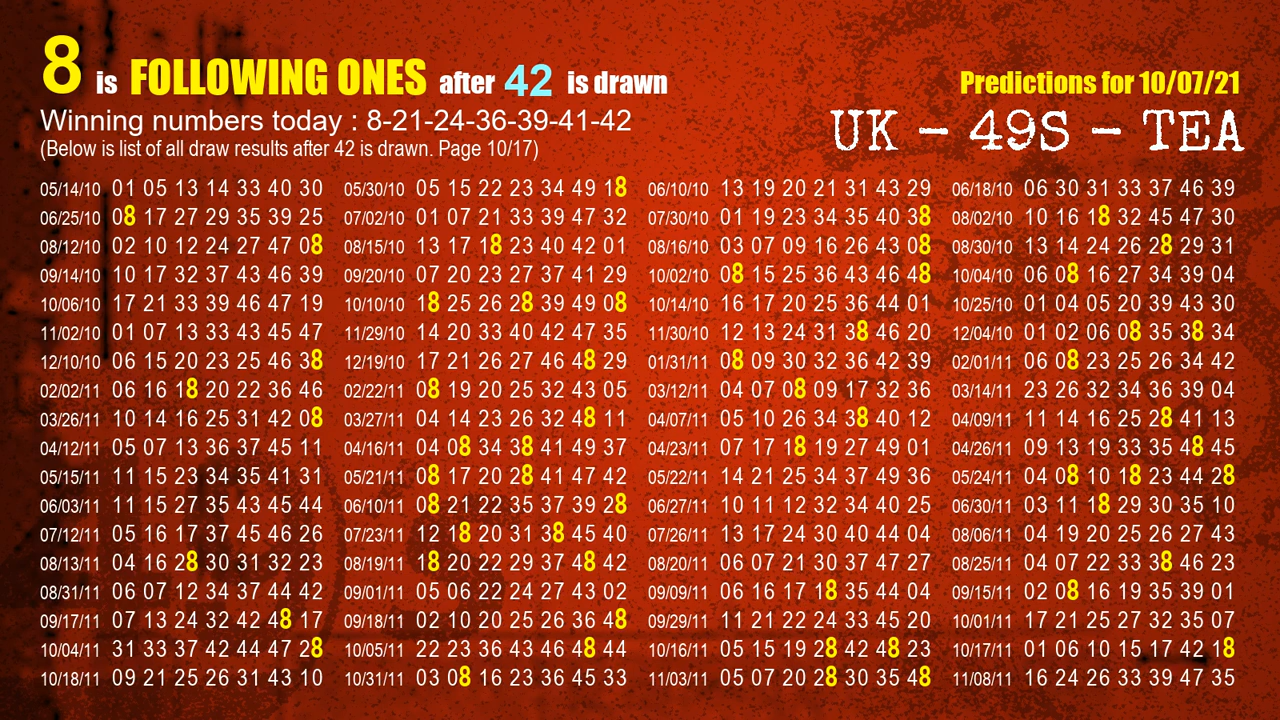 8 is FOLLOWING ONES after 42 is drawn
Predictions for 10/07/21
Winning numbers today : 8-21-24-36-39-41-42
UK - 49S - TEA
(Below is list of all draw results after 42 is drawn. Page 10/17)
05/14/10 01 05 13 14 33 40 30 05/30/10 05 15 22 23 34 49 18 06/10/10 13 19 20 21 31 43 29 06/18/10 06 30 31 33 37 46 39
06/25/10 08 17 27 29 35 39 25 07/02/10 01 07 21 33 39 47 32 07/30/10 01 19 23 34 35 40 38 08/02/10 10 16 18 32 45 47 30
08/12/10 02 10 12 24 27 47 08 08/15/10 13 17 18 23 40 42 01 08/16/10 03 07 09 16 26 43 08 08/30/10 13 14 24 26 28 29 31
09/14/10 10 17 32 37 43 46 39 09/20/10 07 20 23 27 37 41 29 10/02/10 08 15 25 36 43 46 48 10/04/10 06 08 16 27 34 39 04
10/06/10 17 21 33 39 46 47 19 10/10/10 18 25 26 28 39 49 08 10/14/10 16 17 20 25 36 44 01 10/25/10 01 04 05 20 39 43 30
11/02/10 01 07 13 33 43 45 47 11/29/10 14 20 33 40 42 47 35 11/30/10 12 13 24 31 38 46 20 12/04/10 01 02 06 08 35 38 34
12/10/10 06 15 20 23 25 46 38 12/19/10 17 21 26 27 46 48 29 01/31/11 08 09 30 32 36 42 39 02/01/11 06 08 23 25 26 34 42
02/02/11 06 16 18 20 22 36 46 02/22/11 08 19 20 25 32 43 05 03/12/11 04 07 08 09 17 32 36 03/14/11 23 26 32 34 36 39 04
03/26/11 10 14 16 25 31 42 08 03/27/11 04 14 23 26 32 48 11 04/07/11 05 10 26 34 38 40 12 04/09/11 11 14 16 25 28 41 13
04/12/11 05 07 13 36 37 45 11 04/16/11 04 08 34 38 41 49 37 04/23/11 07 17 18 19 27 49 01 04/26/11 09 13 19 33 35 48 45
05/15/11 11 15 23 34 35 41 31 05/21/11 08 17 20 28 41 47 42 05/22/11 14 21 25 34 37 49 36 05/24/11 04 08 10 18 23 44 28
06/03/11 11 15 27 35 43 45 44 06/10/11 08 21 22 35 37 39 28 06/27/11 10 11 12 32 34 40 25 06/30/11 03 11 18 29 30 35 10
07/12/11 05 16 17 37 45 46 26 07/23/11 12 18 20 31 38 45 40 07/26/11 13 17 24 30 40 44 04 08/06/11 04 19 20 25 26 27 43
08/13/11 04 16 28 30 31 32 23 08/19/11 18 20 22 29 37 48 42 08/20/11 06 07 21 30 37 47 27 08/25/11 04 07 22 33 38 46 23
08/31/11 06 07 12 34 37 44 42 09/01/11 05 06 22 24 27 43 02 09/09/11 06 16 17 18 35 44 04 09/15/11 02 08 16 19 35 39 01
09/17/11 07 13 24 32 42 48 17 09/18/11 02 10 20 25 26 36 48 09/29/11 11 21 22 24 33 45 20 10/01/11 17 21 25 27 32 35 07
10/04/11 31 33 37 42 44 47 28 10/05/11 22 23 36 43 46 48 44 10/16/11 05 15 19 28 42 48 23 10/17/11 01 06 10 15 17 42 18
10/18/11 09 21 25 26 31 43 10 10/31/11 03 08 16 23 36 45 33 11/03/11 05 07 20 28 30 35 48 11/08/11 16 24 26 33 39 47 35